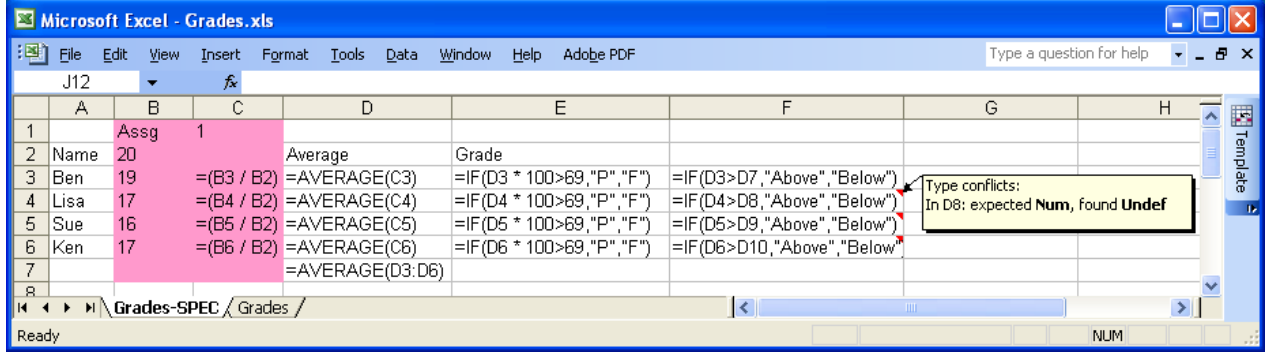 Microsoft Excel - Grades.xls
File Edit View Insert Format Tools Data Window Help Adobe PDF Type a question for help
J12 fx
A B C D E F G H
1 Assg 1
2 Name 20 Average Grade
3 Ben 19 =(B3 / B2) =AVERAGE(C3) =IF(D3 * 100>69,"P","F") =IF(D3>D7,"Above","Below")
4 Lisa 17 =(B4 / B2) =AVERAGE(C4) =IF(D4 * 100>69,"P","F") =IF(D4>D8,"Above","Below")
5 Sue 16 =(B5 / B2) =AVERAGE(C5) =IF(D5 * 100>69,"P","F") =IF(D5>D9,"Above","Below")
6 Ken 17 =(B6 / B2) =AVERAGE(C6) =IF(D6 * 100>69,"P","F") =IF(D6>D10,"Above","Below"
7 =AVERAGE(D3:D6)
8
Type conflicts:
In D8: expected Num, found Undef
Template
Grades-SPEC Grades
Ready NUM